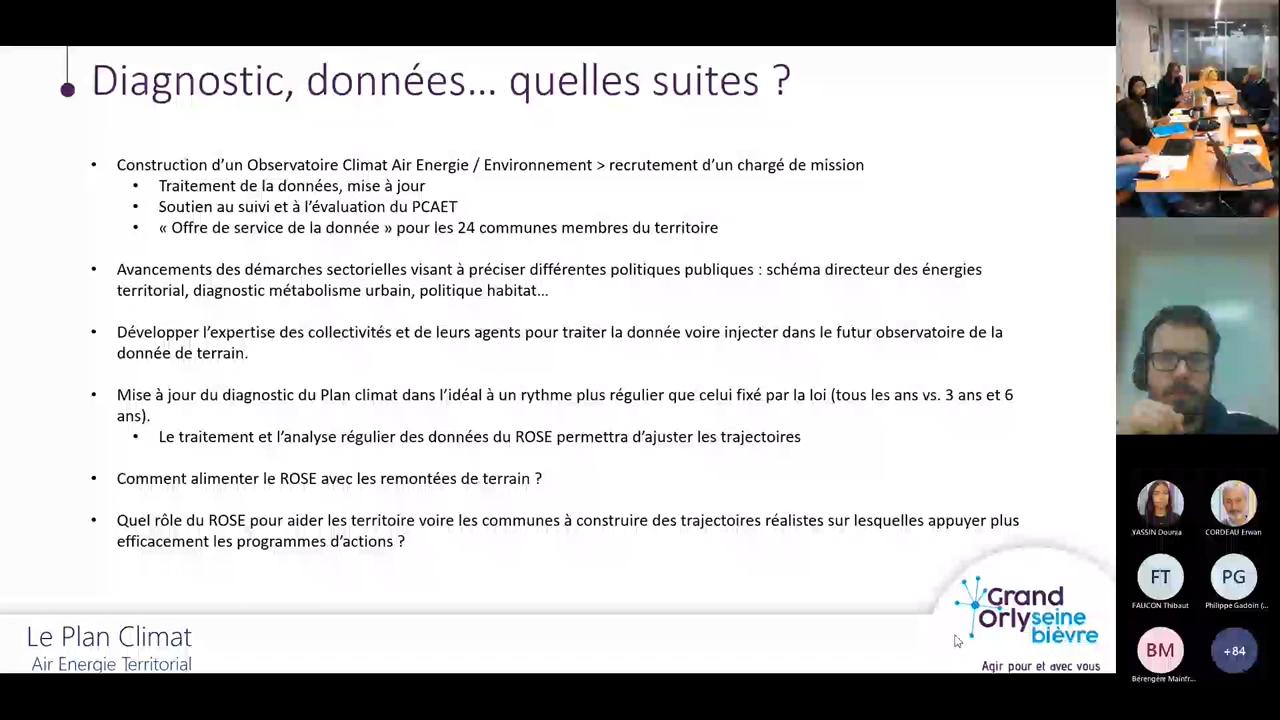 Diagnostic, données... quelles suites ?
• Construction d'un Observatoire Climat Air Energie / Environnement > recrutement d'un chargé de mission
• Traitement de la données, mise à jour
• Soutien au suivi et à l'évaluation du PCAET
• « Offre de service de la donnée » pour les 24 communes membres du territoire
• Avancements des démarches sectorielles visant à préciser différentes politiques publiques : schéma directeur des énergies
territorial, diagnostic métabolisme urbain, politique habitat...
• Développer l'expertise des collectivités et de leurs agents pour traiter la donnée voire injecter dans le futur observatoire de la
donnée de terrain.
• Mise à jour du diagnostic du Plan climat dans l'idéal à un rythme plus régulier que celui fixé par la loi (tous les ans vs. 3 ans et 6
ans).
• Le traitement et l'analyse régulier des données du ROSE permettra d'ajuster les trajectoires
• Comment alimenter le ROSE avec les remontées de terrain ?
• Quel rôle du ROSE pour aider les territoire voire les communes à construire des trajectoires réalistes sur lesquelles appuyer plus
efficacement les programmes d'actions ?
Le Plan Climat
Air Energie Territorial
Grand
Orly seine
bièvre
Agir pour et avec vous
YASSIN Dounia
CORDEAU Erwan
FT
PG
FAUCON Thibaut
Philippe Gadoin (...
BM
+84
Bérengère Mainfr...